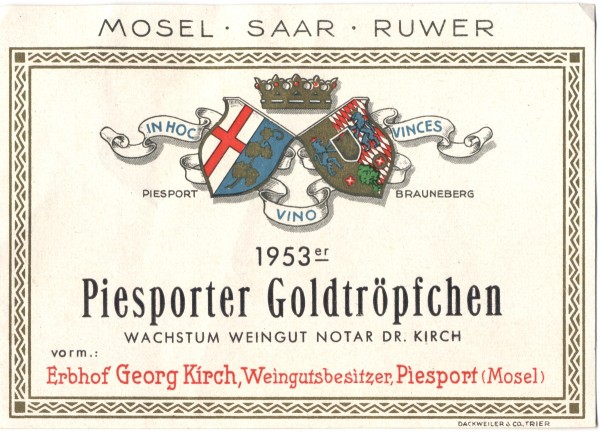 MOSEL · SAAR · RUWER
IN HOC
VINCES
PIESPORT
BRAUNEBERG
VINO
1953er
Piesporter Goldtröpfchen
WACHSTUM WEINGUT NOTAR DR. KIRCH
vorm.:
Erbhof Georg Kirch, Weingutsbesitzer, Piesport (Mosel)
DACKWEILER & CO., TRIER